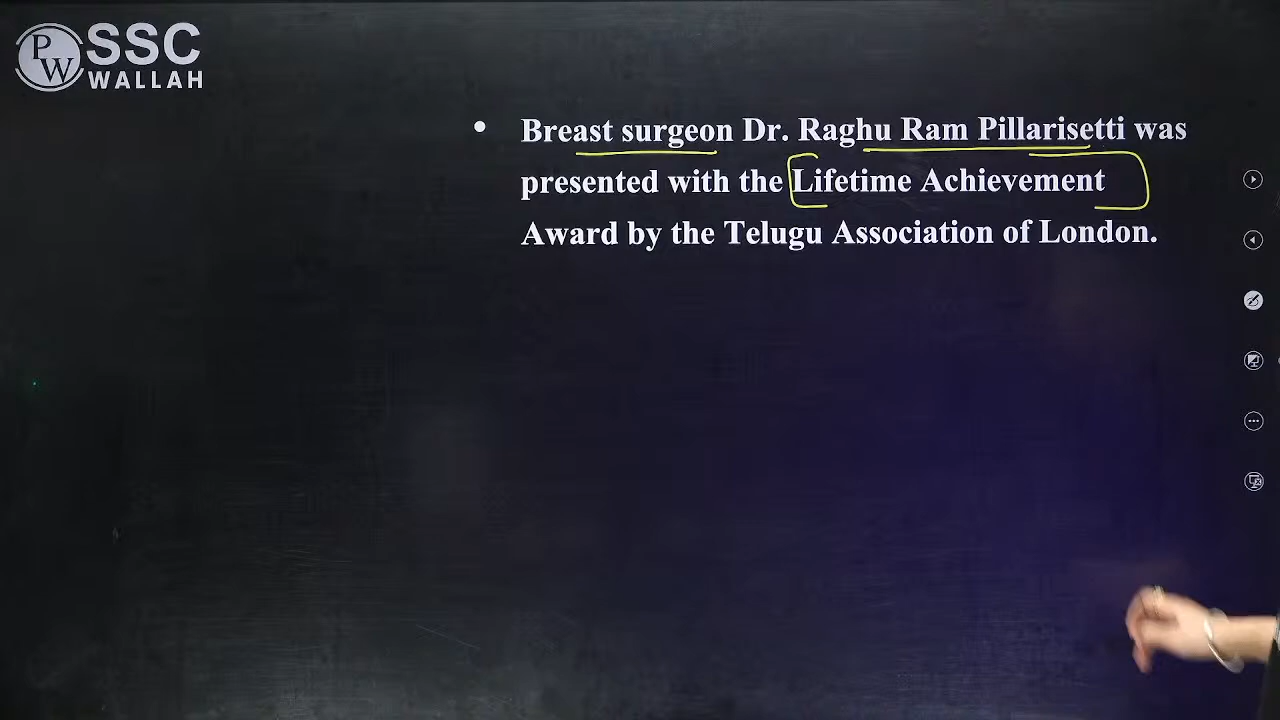 PW
SSC
WALLAH
• Breast surgeon Dr. Raghu Ram Pillarisetti was
presented with the Lifetime Achievement
Award by the Telugu Association of London.